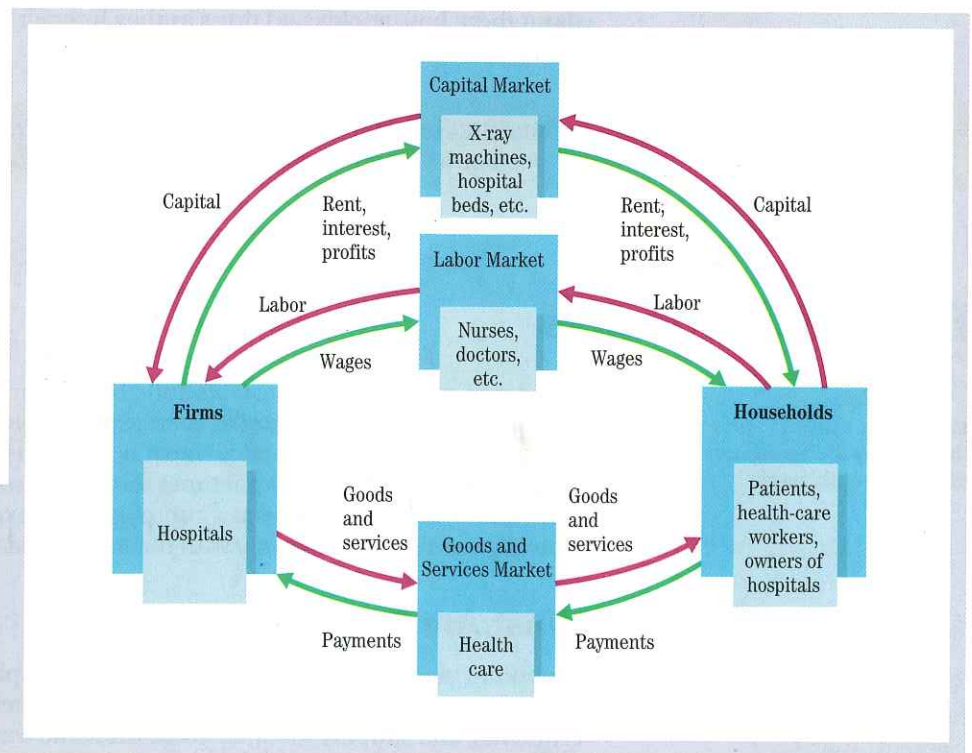 Capital Market
X-ray
machines,
hospital
beds, etc.
Capital
Rent,
interest,
profits
Rent,
interest,
profits
Capital
Labor Market
Labor
Labor
Nurses,
doctors,
etc.
Wages
Wages
Firms
Hospitals
Households
Patients,
health-care
workers,
owners of
hospitals
Goods
and
services
Goods
and
services
Goods and
Services Market
Payments
Health
care
Payments